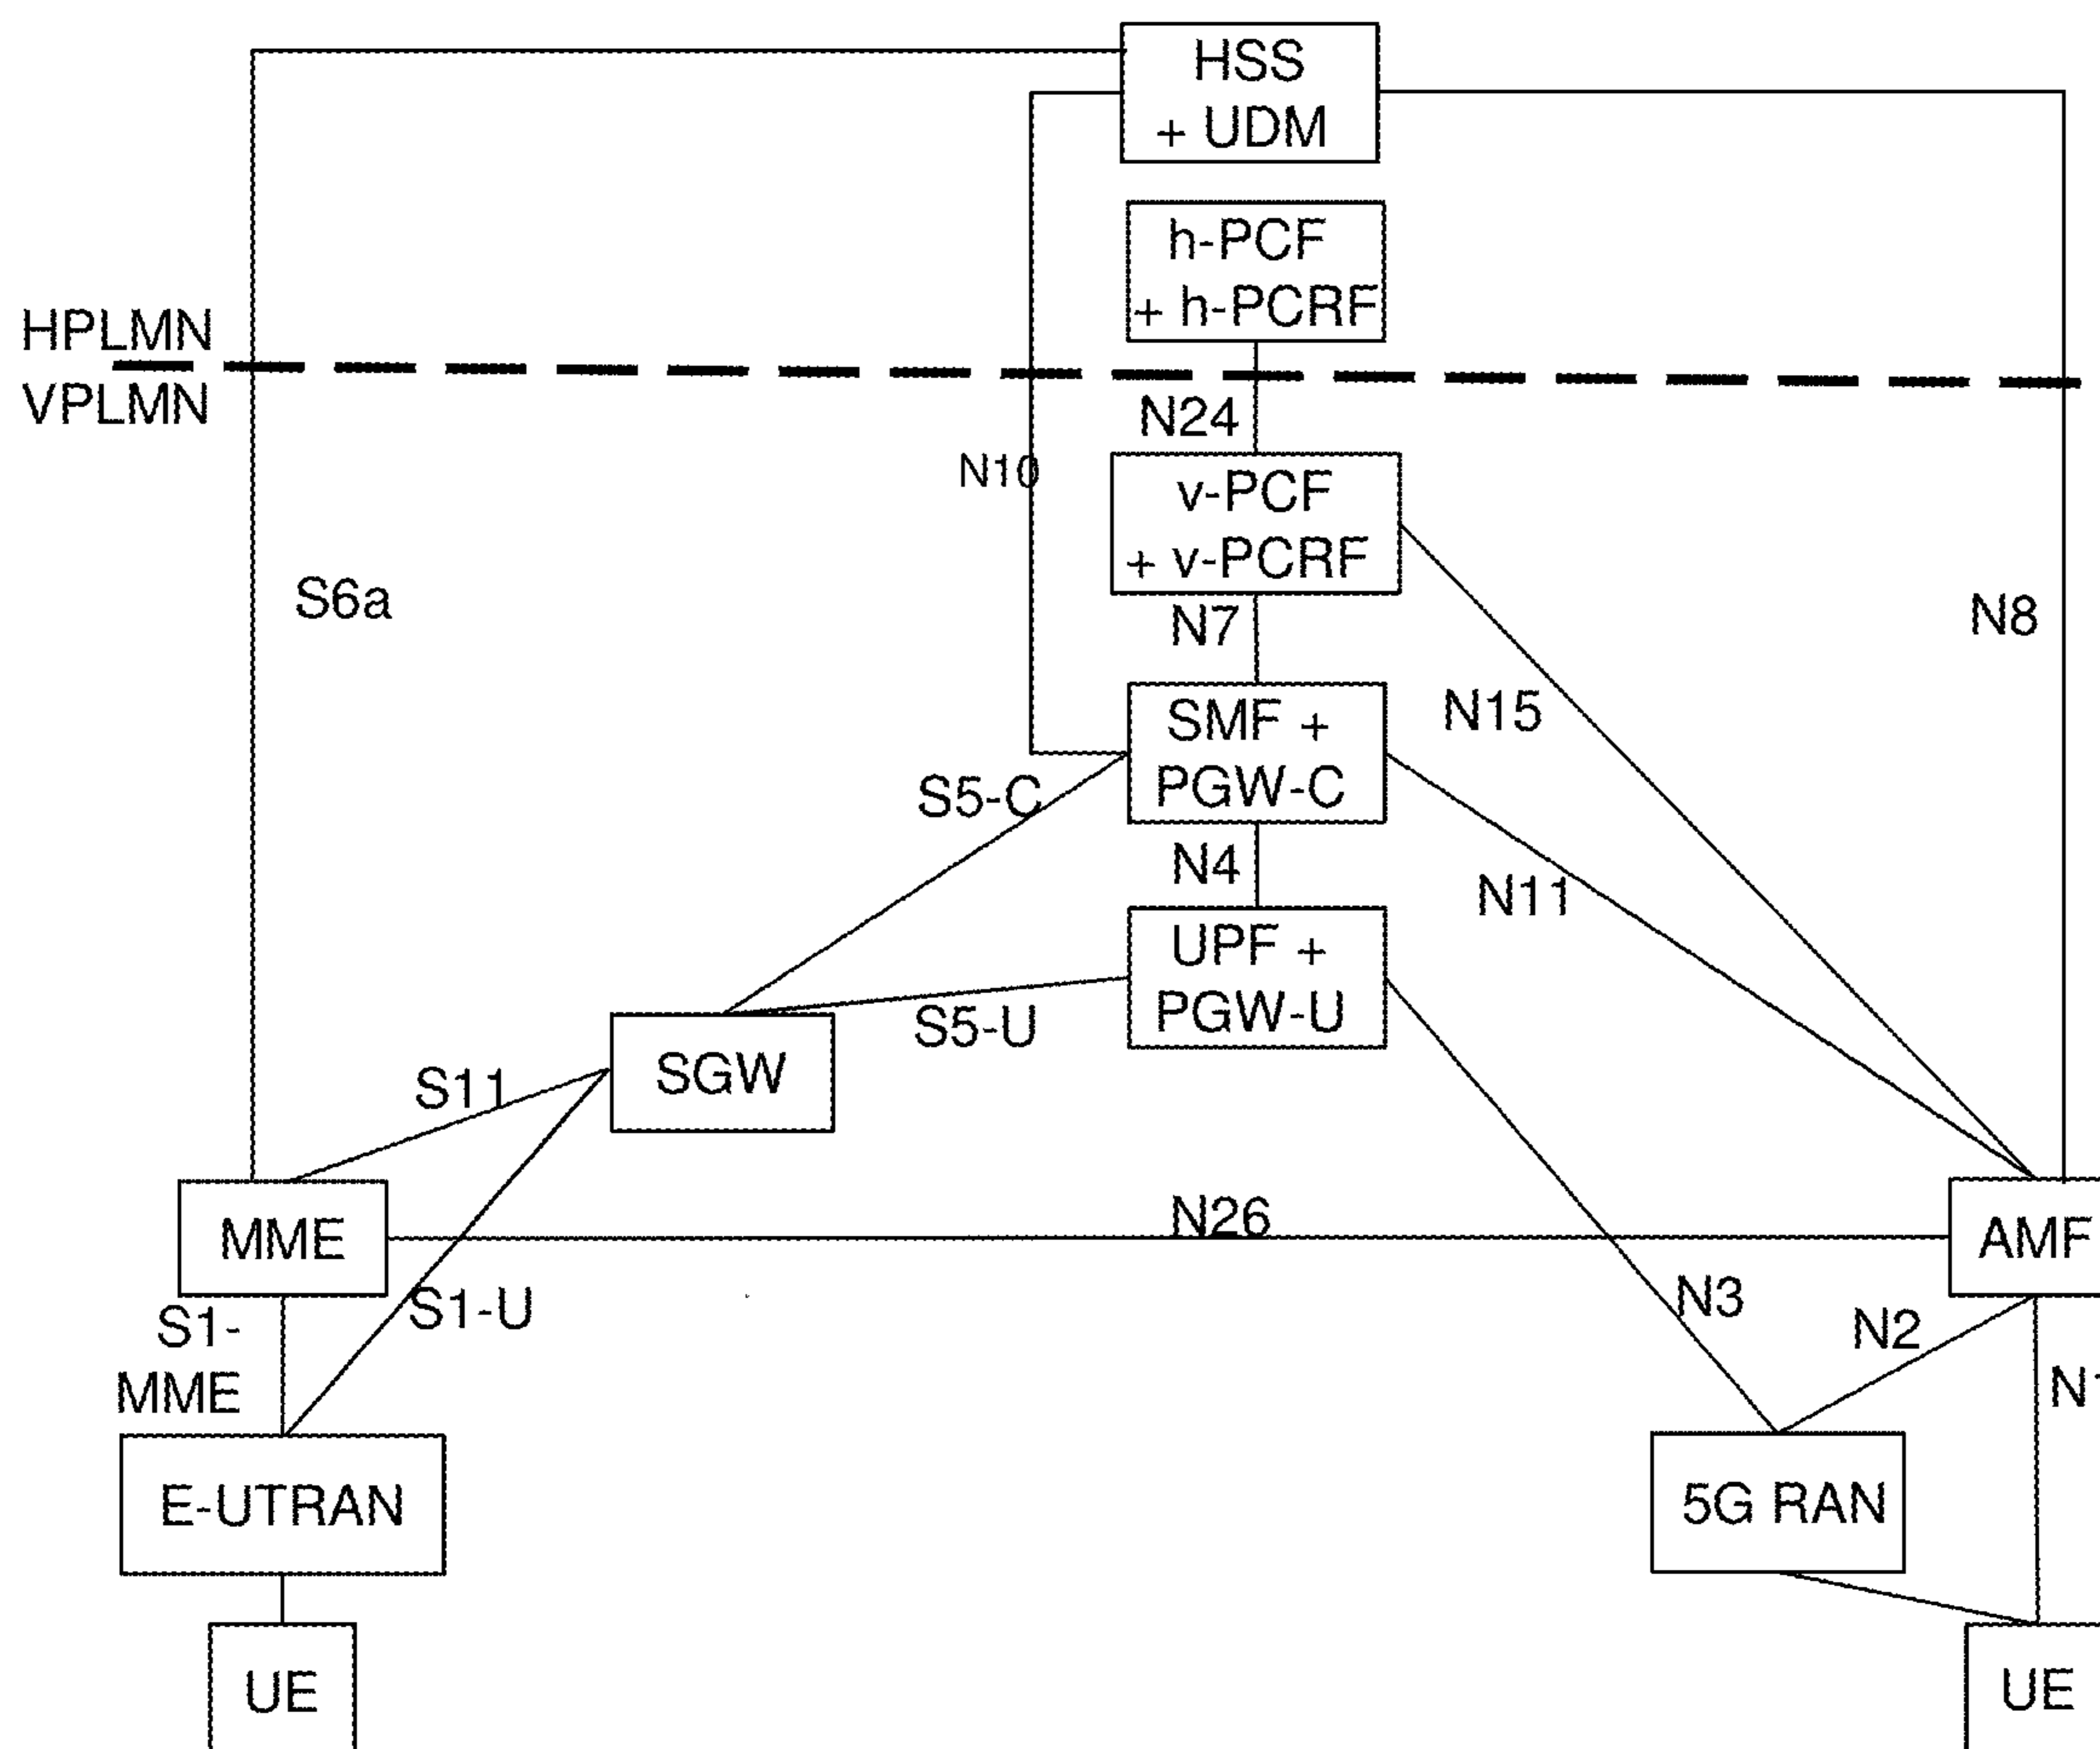 HSS
+ UDM
h-PCF
+ h-PCRF
HPLMN
VPLMN
N24
N10
v-PCF
+ v-PCRF
S6a
N7
N8
SMF +
PGW-C
N15
S5-C
N4
N11
UPF +
PGW-U
S5-U
SGW
S11
MME
N26
AMF
S1-U
S1-
MME
N3
N2
N1
E-UTRAN
5G RAN
UE
UE